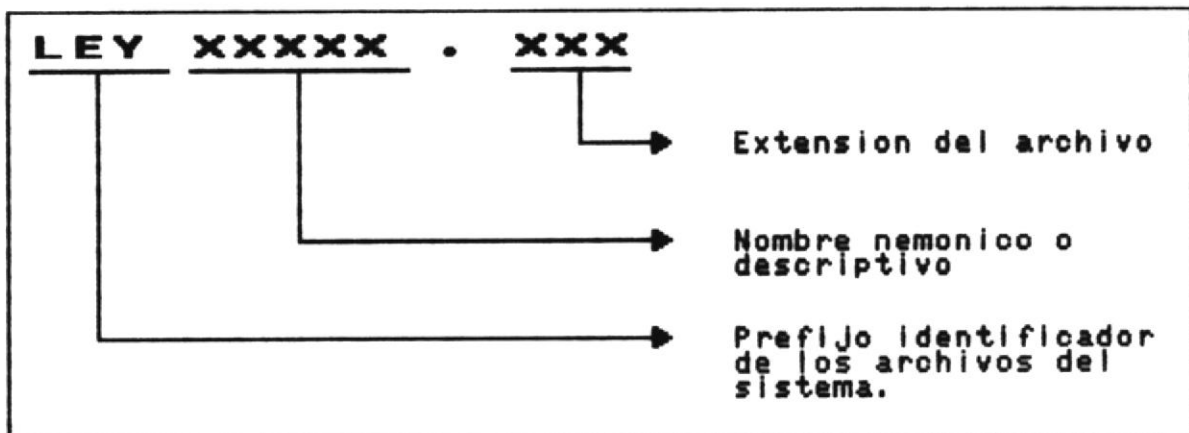 LEY XXXXX . XXX
Extension del archivo
Nombre nemonico o
descriptivo
Prefijo identificador
de los archivos del
sistema.